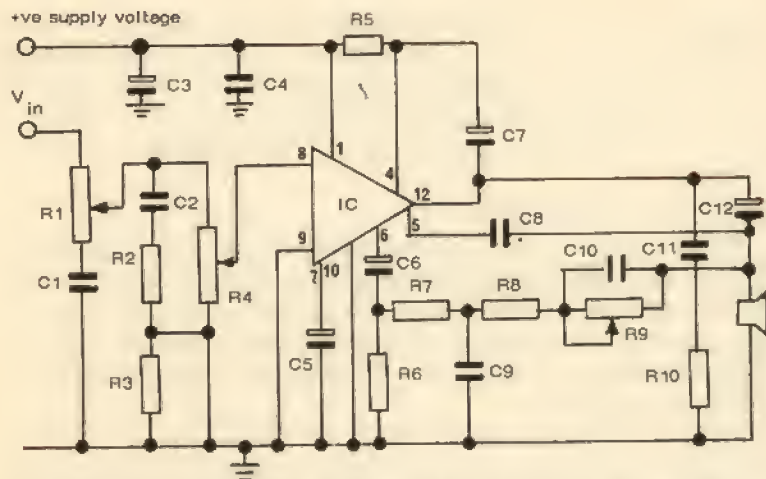 +ve supply voltage
R5
C3
C4
V in
1
C7
4
8
12
C12
R1
C2
IC
5
C8
9
6
C11
C10
R2
R4
7
10
C6
C1
R7
R8
R9
C5
R3
R6
C9
R10